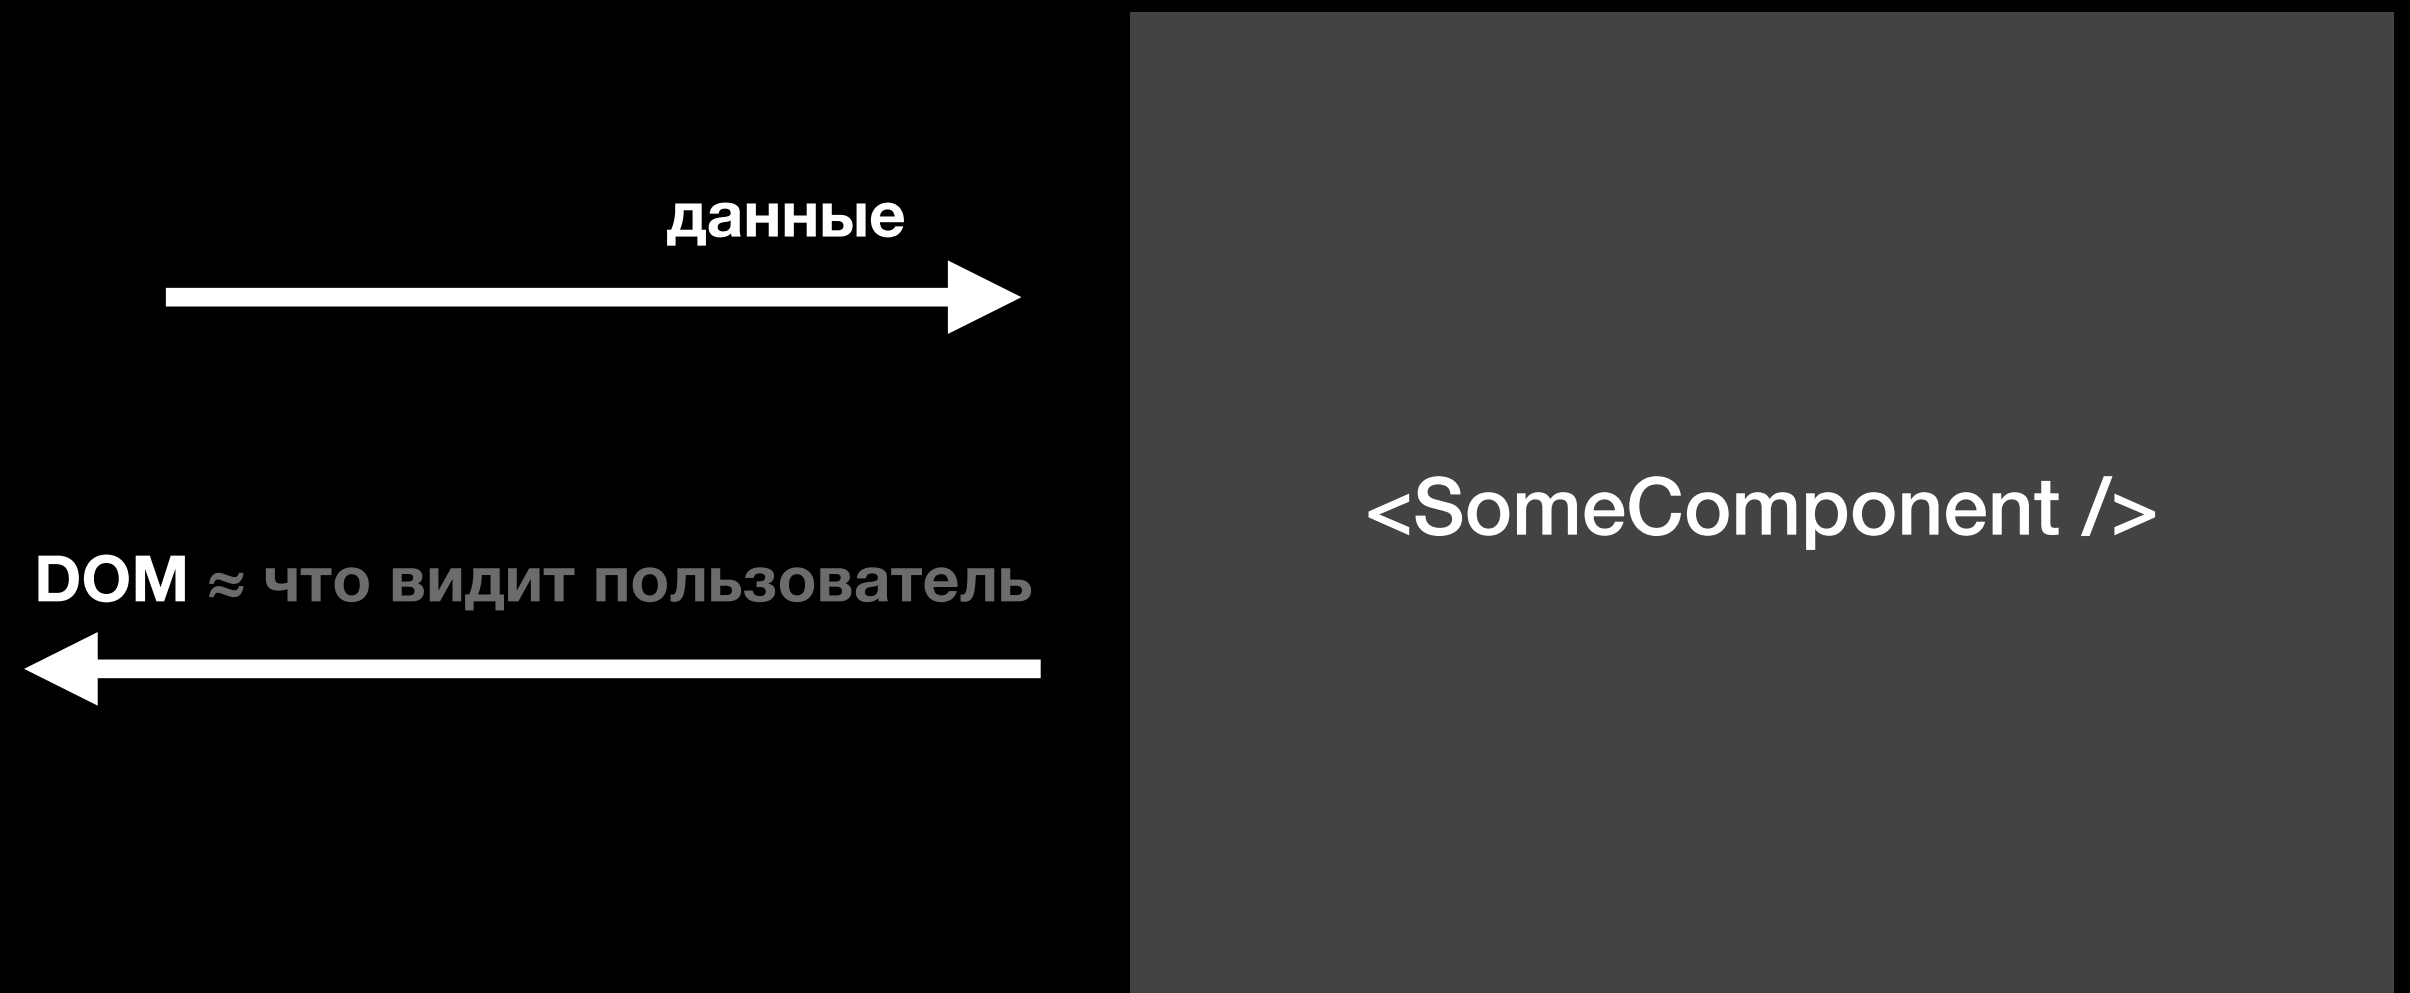 данные
<SomeComponent />
DOM ≈ что видит пользователь